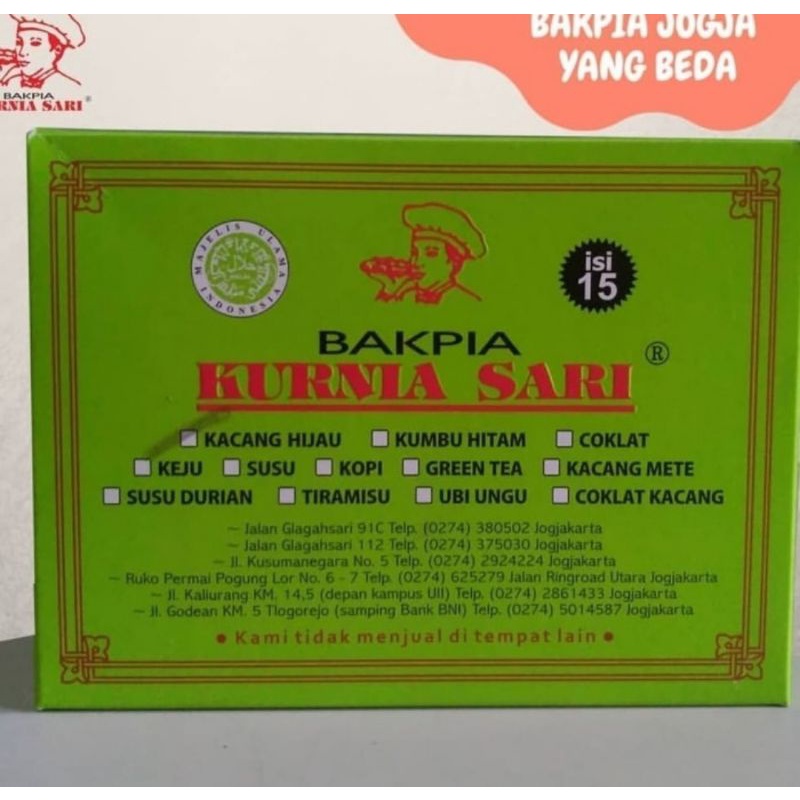 BAKPIA JOGJA
YANG BEDA
BAKPIA
RNIA SARI®
MAJELIS ULAMA INDONESIA
حلال
isi
15
BAKPIA
KURNIA SARI ®
KACANG HIJAU KUMBU HITAM COKLAT
KEJU SUSU KOPI GREEN TEA KACANG METE
SUSU DURIAN TIRAMISU UBI UNGU COKLAT KACANG
~ Jalan Glagahsari 91C Telp. (0274) 380502 Jogjakarta
~ Jalan Glagahsari 112 Telp. (0274) 375030 Jogjakarta
~ Jl. Kusumanegara No. 5 Telp. (0274) 2924224 Jogjakarta
~ Ruko Permai Pogung Lor No. 6 - 7 Telp. (0274) 625279 Jalan Ringroad Utara Jogjakarta
~ Jl. Kaliurang KM. 14,5 (depan kampus UII) Telp. (0274) 2861433 Jogjakarta
~ Jl. Godean KM. 5 Tlogorejo (samping Bank BNI) Telp. (0274) 5014587 Jogjakarta
• Kami tidak menjual di tempat lain •